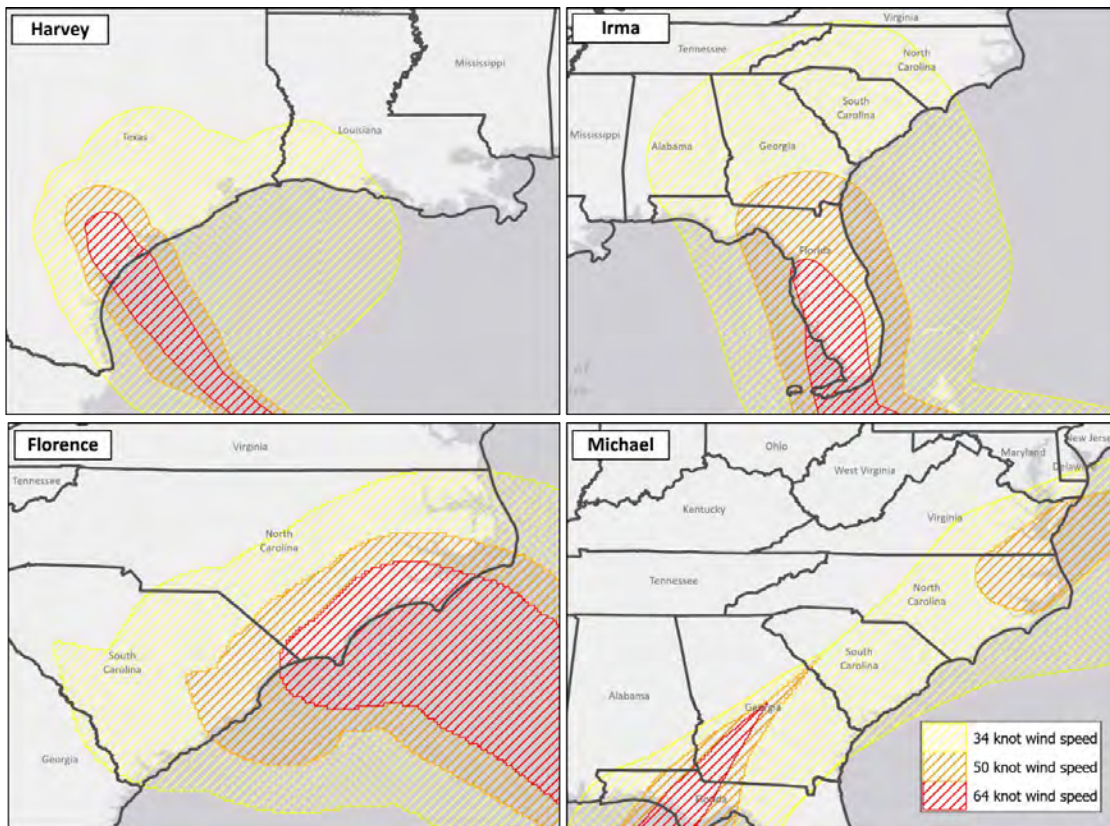 Harvey
Arkansas
Mississippi
Texas
Louisiana
Irma
Virginia
Tennessee
North
Carolina
South
Carolina
Mississippi
Alabama
Georgia
Florida
Florence
Virginia
Tennessee
North
Carolina
South
Carolina
Georgia
Michael
Ohio
New Jerse
Maryland
West Virginia
Delawa
Kentucky
Virginia
Tennessee
North
Carolina
South
Carolina
Alabama
Georgia
Florida
34 knot wind speed
50 knot wind speed
64 knot wind speed